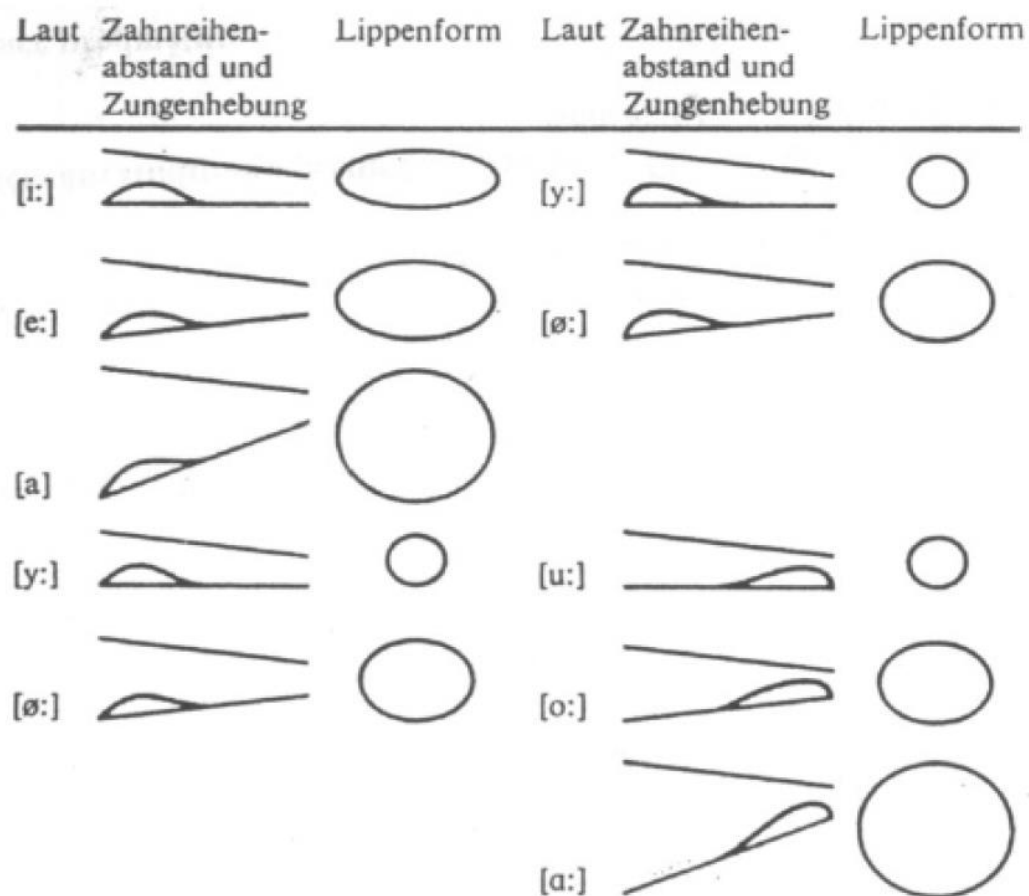 Laut Zahnreihen- Lippenform Laut Zahnreihen- Lippenform
abstand und abstand und
Zungenhebung Zungenhebung
[i:] [y:]
[e:] [ø:]
[a]
[y:] [u:]
[ø:] [o:]
[ɑ:]